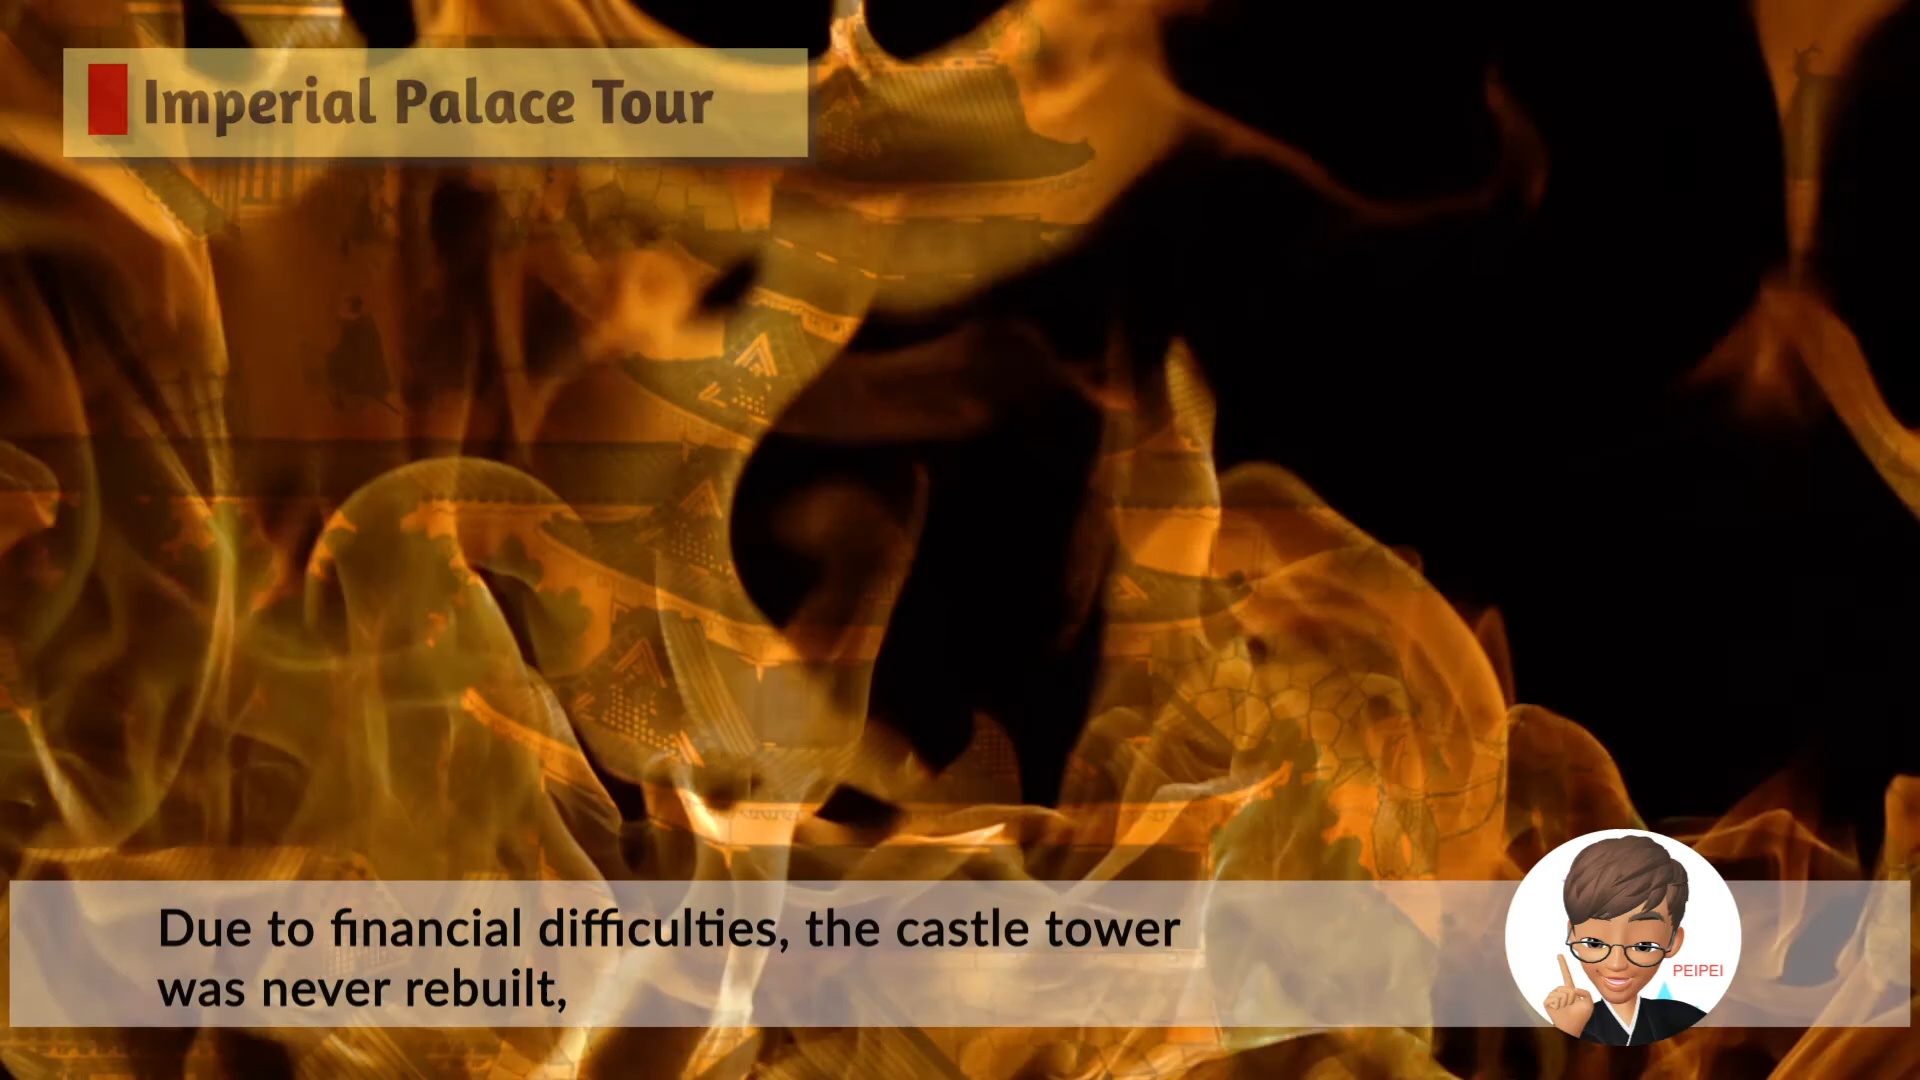 Imperial Palace Tour
Due to financial difficulties, the castle tower
was never rebuilt,
PEIPEI